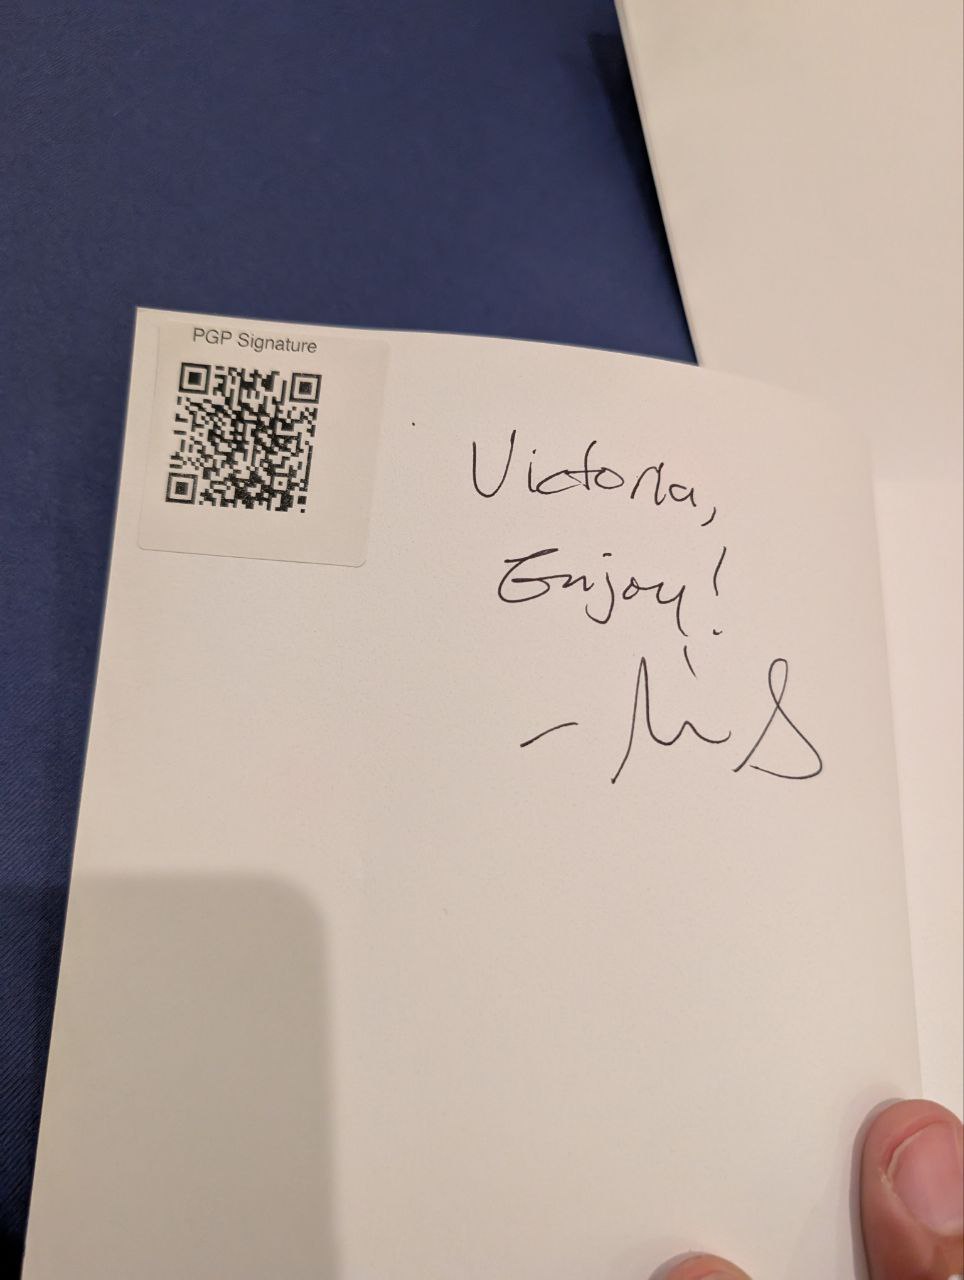 PGP Signature
Victoria,
Enjoy!